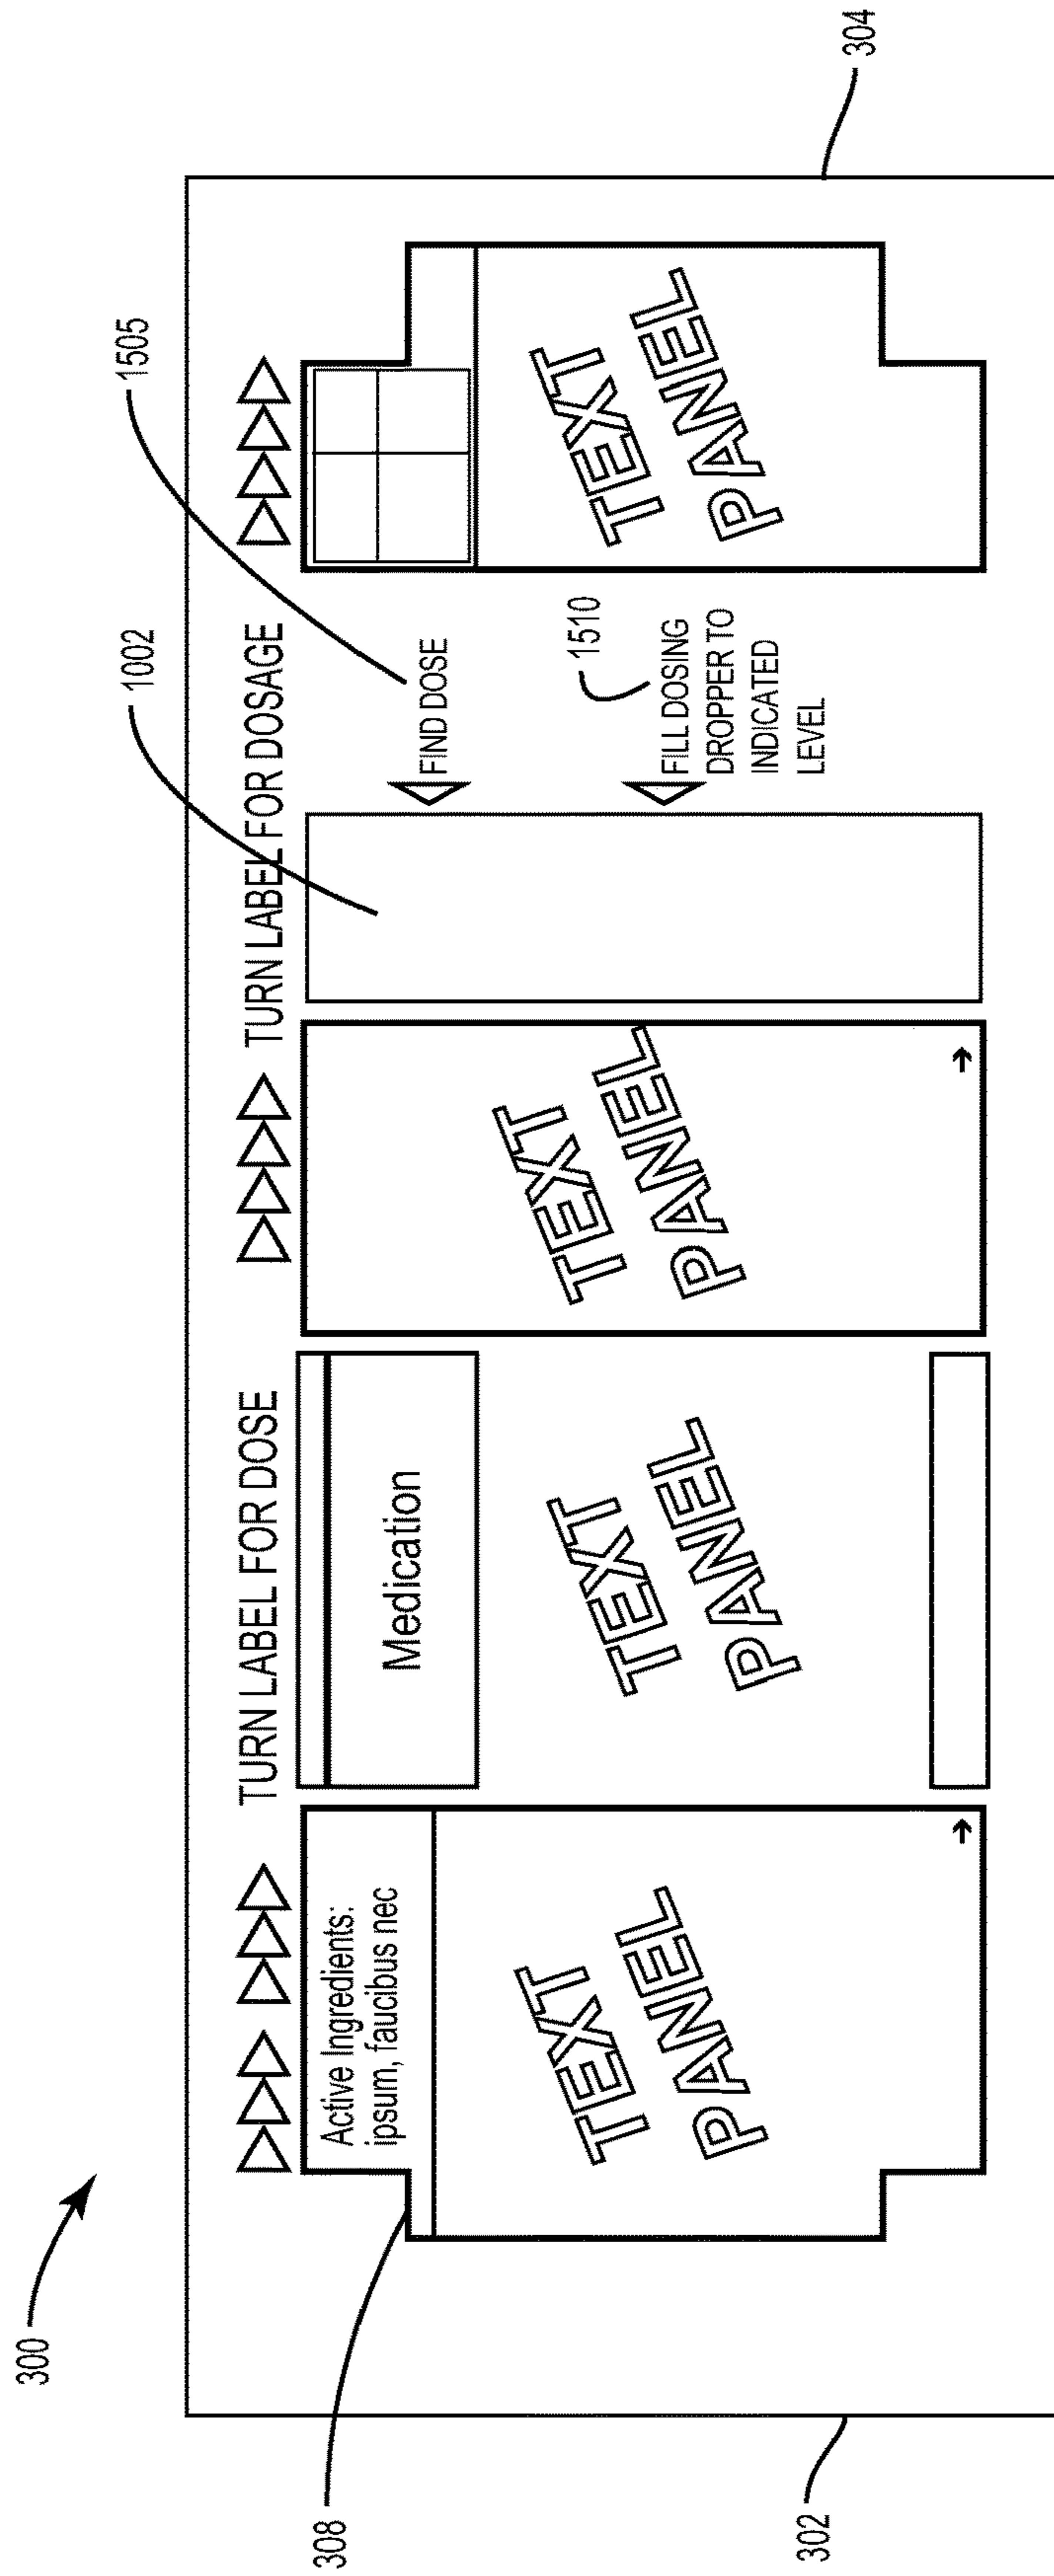 300
TURN LABEL FOR DOSE
TURN LABEL FOR DOSAGE
308
Active Ingredients:
ipsum, faucibus nec
TEXT
PANEL
→
Medication
TEXT
PANEL
TEXT
PANEL
→
1002
1505
FIND DOSE
1510
FILL DOSING
DROPPER TO
INDICATED
LEVEL
TEXT
PANEL
302
304